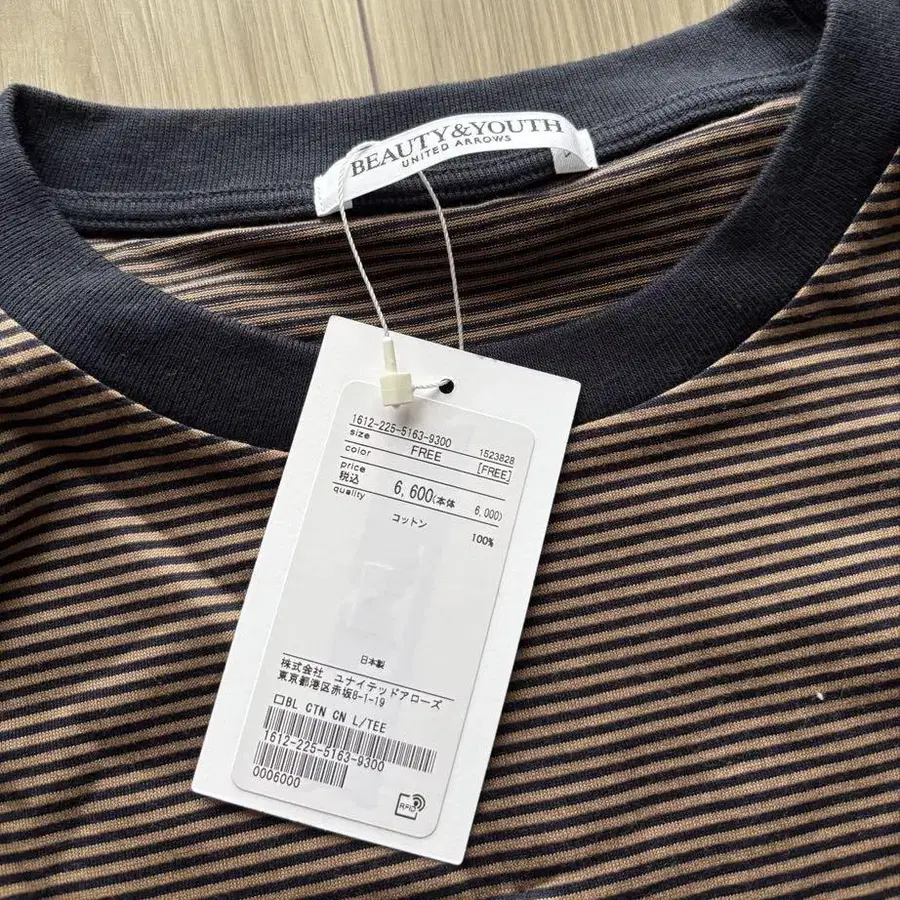 BEAUTY&YOUTH
UNITED ARROWS
1612-225-5163-9300
size 1523828
color FREE [FREE]
price
税込 6,600(本体 6,000)
quality
コットン 100%
日本製
株式会社 ユナイテッドアローズ
東京都港区赤坂8-1-19
□BL CTN CN L/TEE
1612-225-5163-9300
0006000
RFID